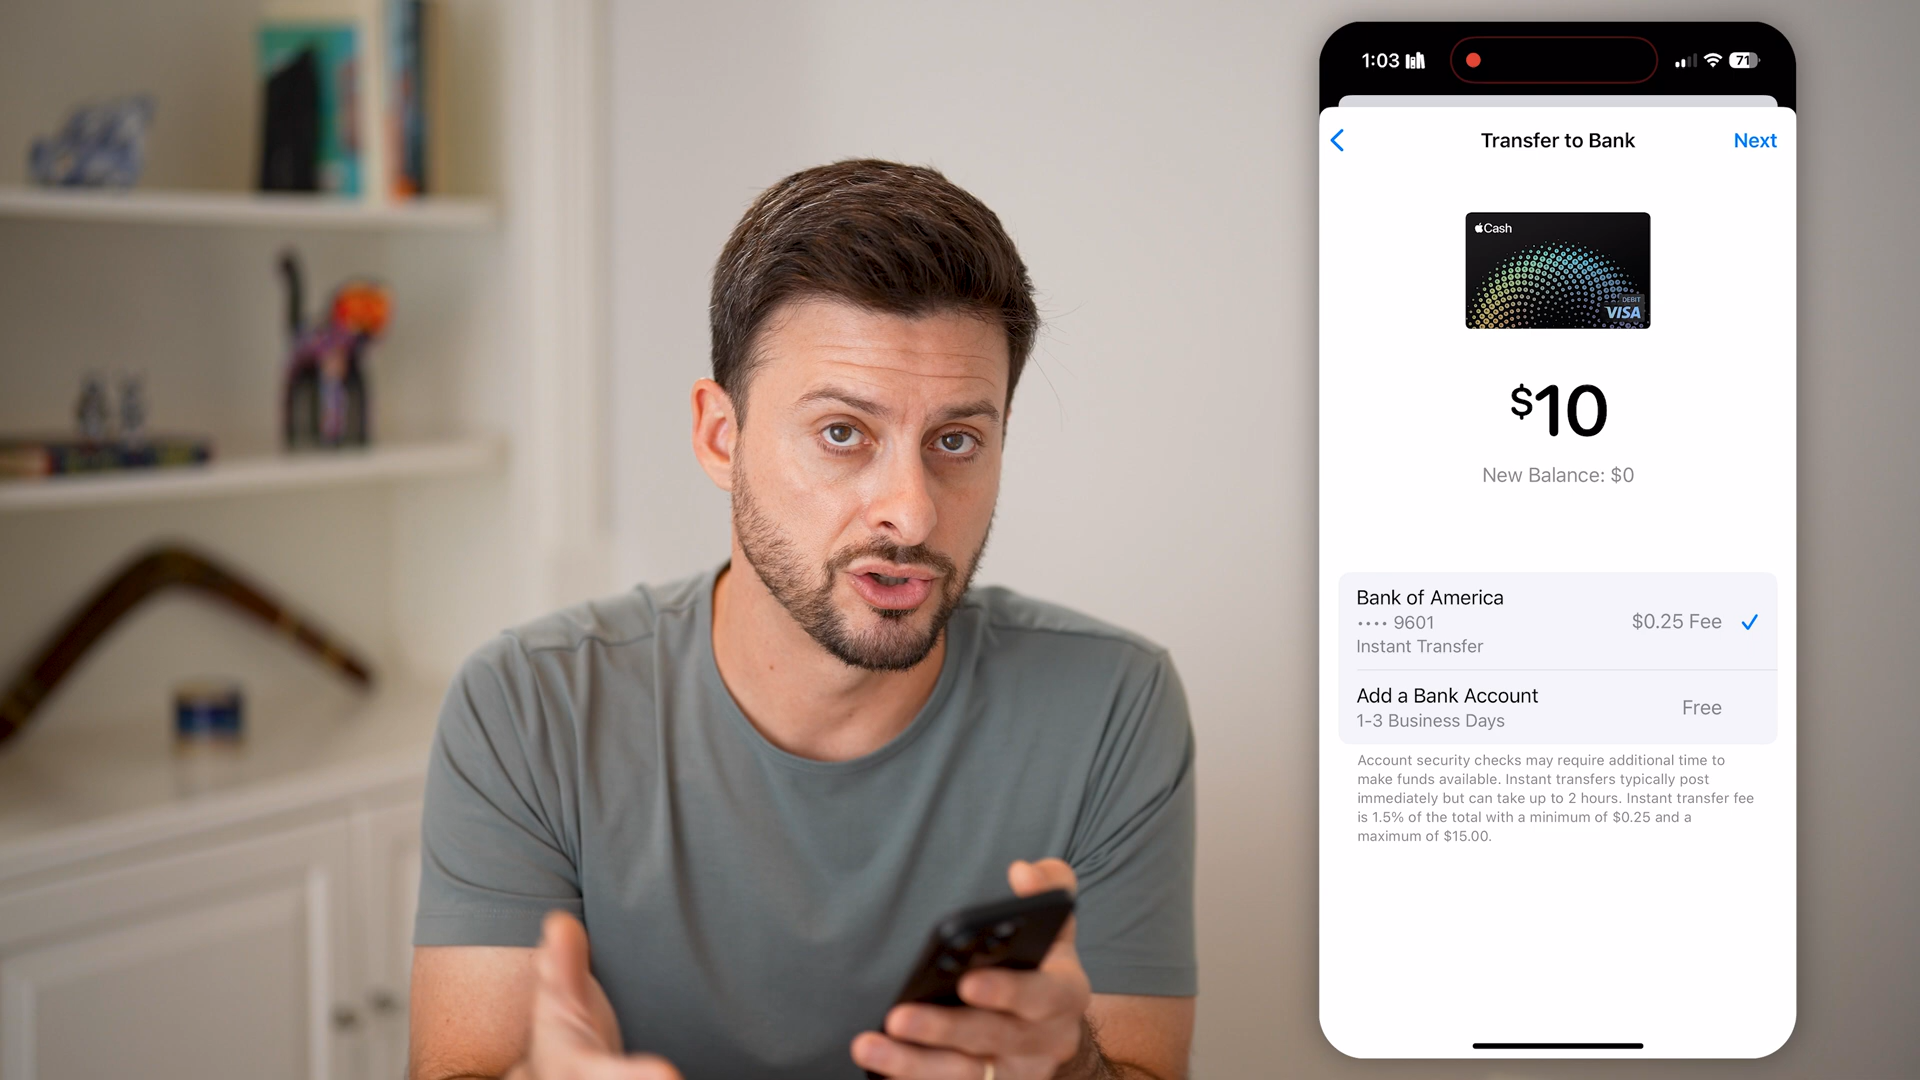 1:03
71
Transfer to Bank
Next
Cash
DEBIT
VISA
$10
New Balance: $0
Bank of America
•••• 9601
Instant Transfer
$0.25 Fee
Add a Bank Account
1-3 Business Days
Free
Account security checks may require additional time to
make funds available. Instant transfers typically post
immediately but can take up to 2 hours. Instant transfer fee
is 1.5% of the total with a minimum of $0.25 and a
maximum of $15.00.